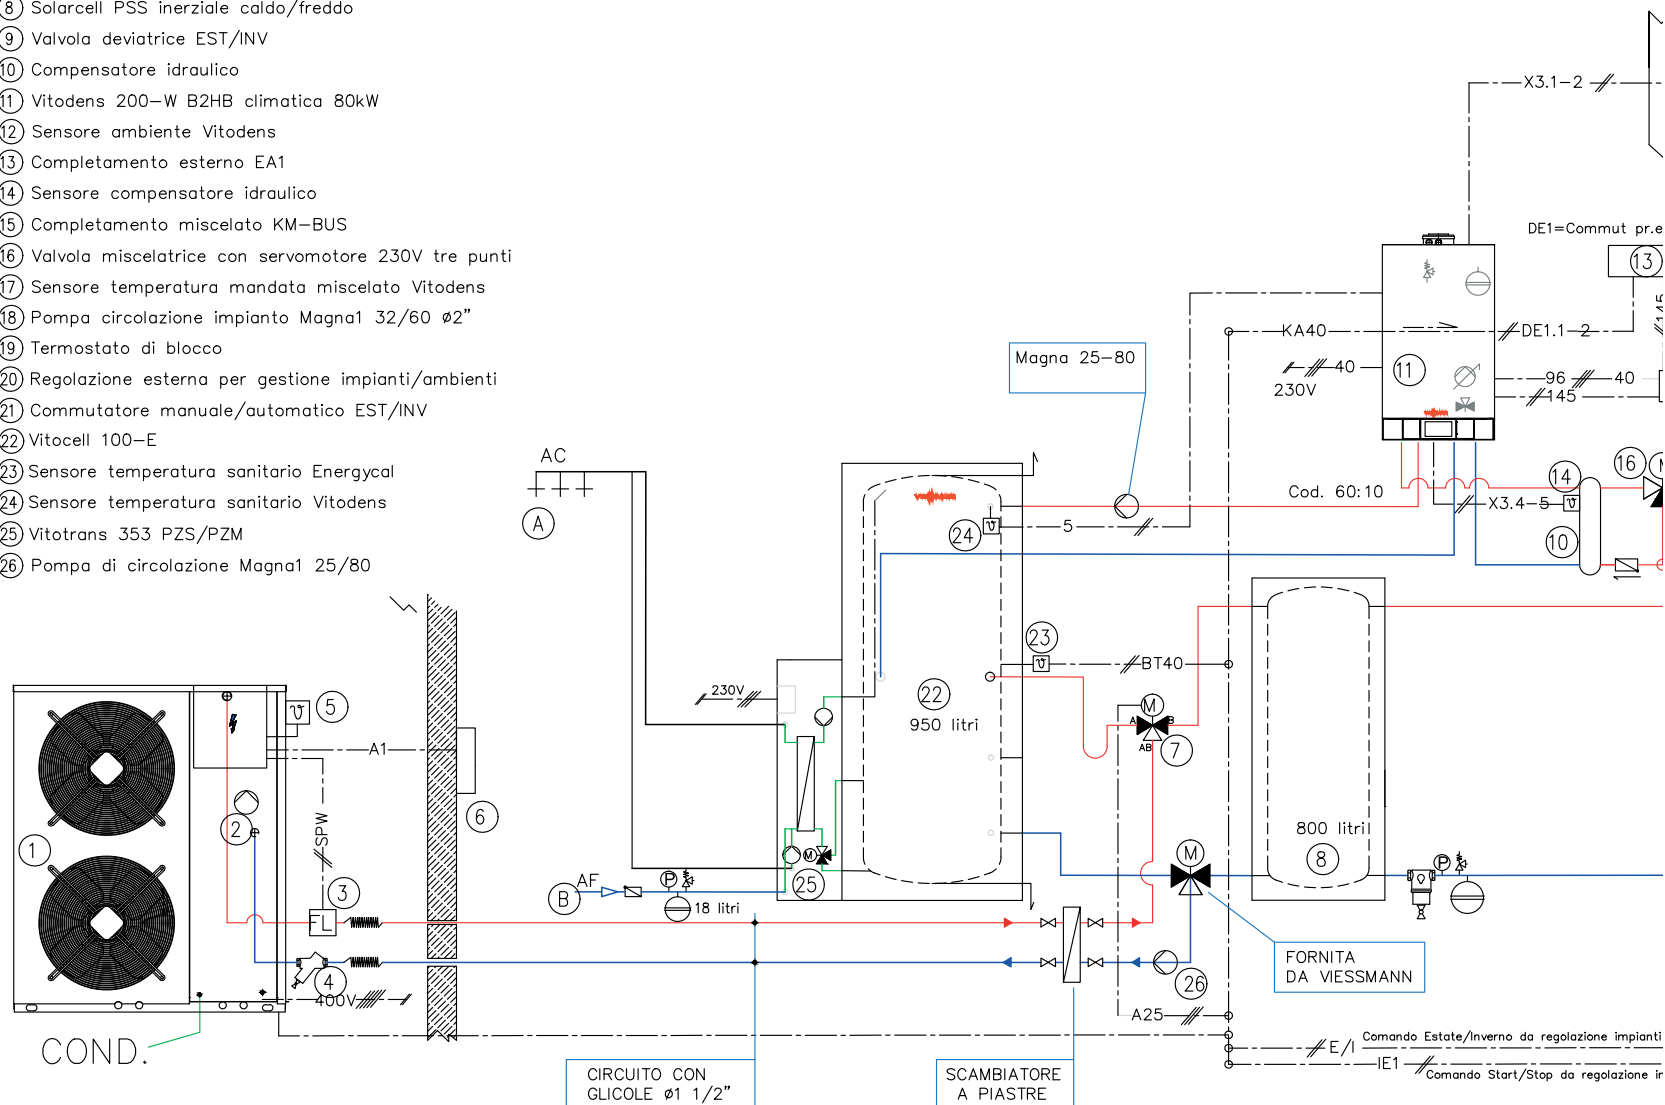 8 Solarcell PSS inerziale caldo/freddo
9 Valvola deviatrice EST/INV
10 Compensatore idraulico
11 Vitodens 200-W B2HB climatica 80kW
12 Sensore ambiente Vitodens
13 Completamento esterno EA1
14 Sensore compensatore idraulico
15 Completamento miscelato KM-BUS
16 Valvola miscelatrice con servomotore 230V tre punti
17 Sensore temperatura mandata miscelato Vitodens
18 Pompa circolazione impianto Magna1 32/60 ø2"
19 Termostato di blocco
20 Regolazione esterna per gestione impianti/ambienti
21 Commutatore manuale/automatico EST/INV
22 Vitocell 100-E
23 Sensore temperatura sanitario Energycal
24 Sensore temperatura sanitario Vitodens
25 Vitotrans 353 PZS/PZM
26 Pompa di circolazione Magna1 25/80
X3.1-2
DE1=Commut pr.e
13
145
KA40
DE1.1-2
Magna 25-80
40
230V
11
96
40
145
AC
A
14
16
M
Cod. 60:10
X3.4-5
10
24
5
23
BT40
22
950 litri
230V
M
A
B
AB
7
5
A1
6
SPW
2
1
3
FL
4
400V
COND.
M
25
B
AF
P
18 litri
M
800 litri
8
P
26
FORNITA
DA VIESSMANN
A25
E/I
Comando Estate/Inverno da regolazione impianti
IE1
Comando Start/Stop da regolazione in
CIRCUITO CON
GLICOLE ø1 1/2"
SCAMBIATORE
A PIASTRE